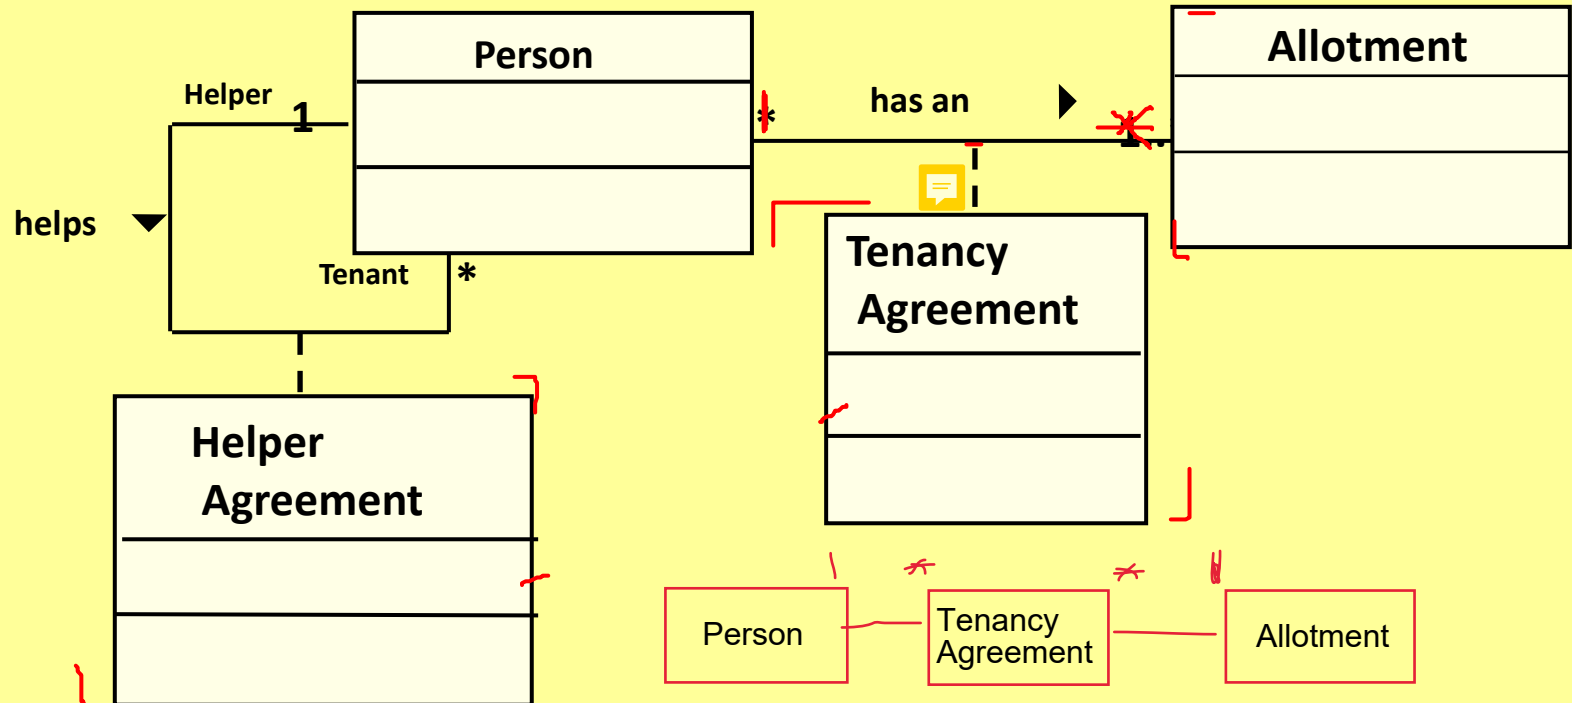 Person
Allotment
Helper
1
*
has an
helps
Tenant
*
Tenancy
Agreement
Helper
Agreement
1
*
*
Person
Tenancy
Agreement
Allotment